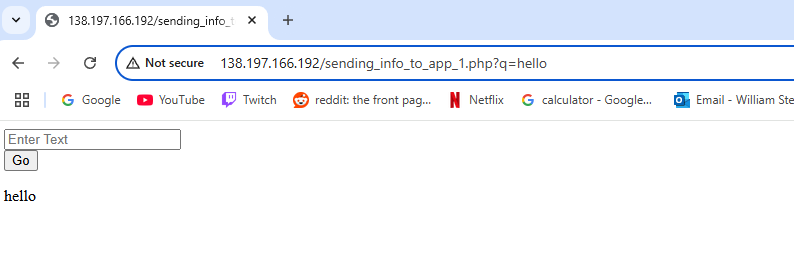 138.197.166.192/sending_info_t
Not secure 138.197.166.192/sending_info_to_app_1.php?q=hello
Google YouTube Twitch reddit: the front pag... Netflix calculator - Google... Email - William Ste
Enter Text
Go
hello